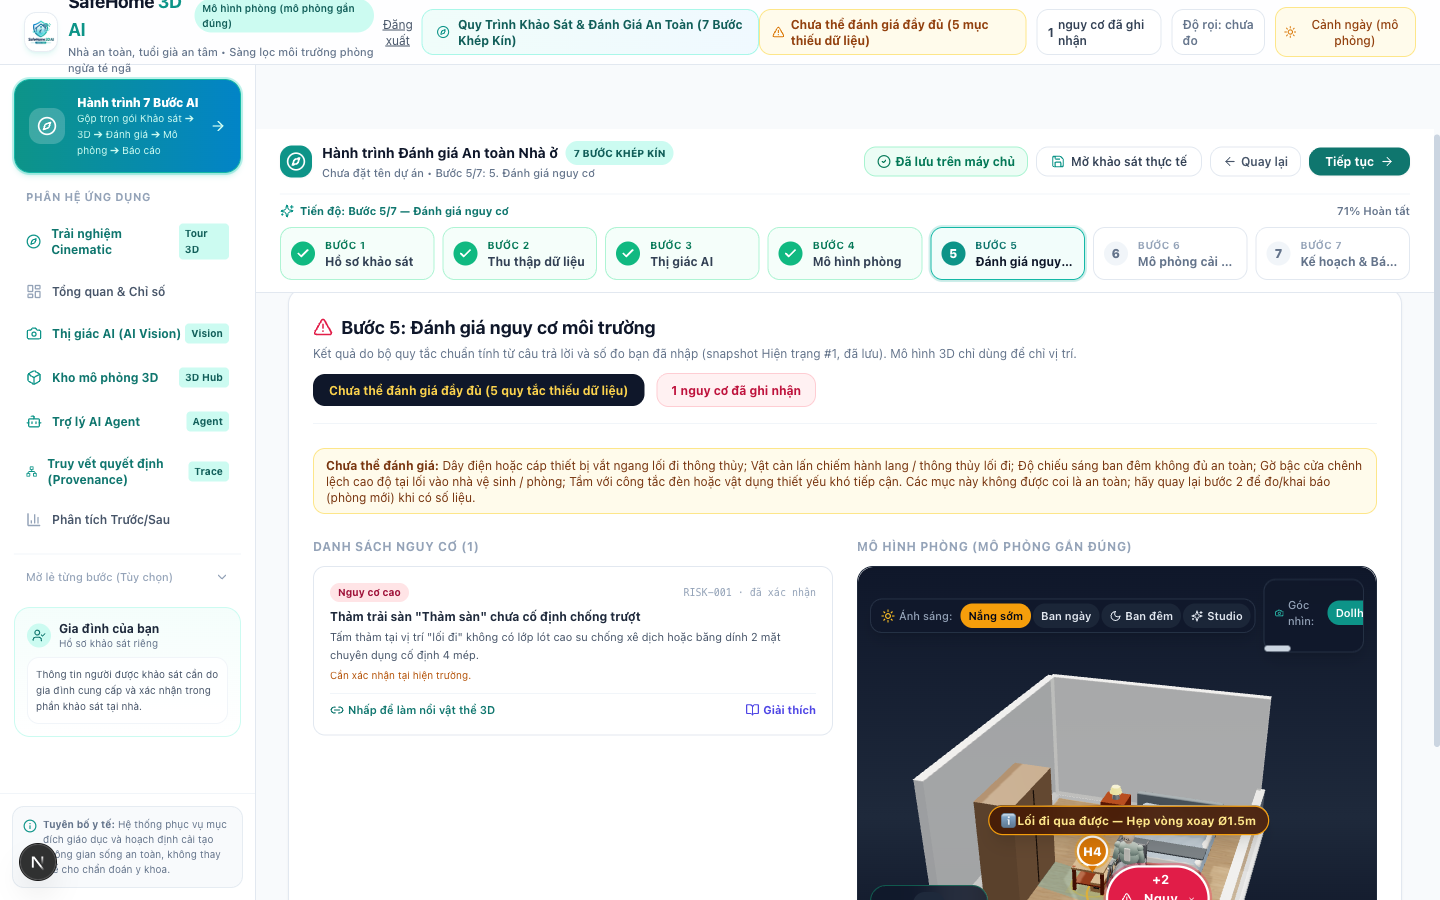 SafeHome 3D
AI
Nhà an toàn, tuổi già an tâm • Sàng lọc môi trường phòng
ngừa té ngã
Mô hình phòng (mô phỏng gần
đúng)
Đăng
xuất
Quy Trình Khảo Sát & Đánh Giá An Toàn (7 Bước
Khép Kín)
Chưa thể đánh giá đầy đủ (5 mục
thiếu dữ liệu)
1 nguy cơ đã ghi
nhận
Độ rọi: chưa
đo
Cảnh ngày (mô
phỏng)
Hành trình 7 Bước AI
Gộp trọn gói Khảo sát ➔
3D ➔ Đánh giá ➔ Mô
phỏng ➔ Báo cáo
PHÂN HỆ ỨNG DỤNG
Trải nghiệm
Cinematic
Tour
3D
Tổng quan & Chỉ số
Thị giác AI (AI Vision)
Vision
Kho mô phỏng 3D
3D Hub
Trợ lý AI Agent
Agent
Truy vết quyết định
(Provenance)
Trace
Phân tích Trước/Sau
Mở lẻ từng bước (Tùy chọn)
Gia đình của bạn
Hồ sơ khảo sát riêng
Thông tin người được khảo sát cần do
gia đình cung cấp và xác nhận trong
phần khảo sát tại nhà.
Tuyên bố y tế: Hệ thống phục vụ mục
đích giáo dục và hoạch định cải tạo
gian sống an toàn, không thay
cho chẩn đoán y khoa.
N
Hành trình Đánh giá An toàn Nhà ở
7 BƯỚC KHÉP KÍN
Chưa đặt tên dự án • Bước 5/7: 5. Đánh giá nguy cơ
Đã lưu trên máy chủ
Mở khảo sát thực tế
Quay lại
Tiếp tục
Tiến độ: Bước 5/7 — Đánh giá nguy cơ
71% Hoàn tất
BƯỚC 1
Hồ sơ khảo sát
BƯỚC 2
Thu thập dữ liệu
BƯỚC 3
Thị giác AI
BƯỚC 4
Mô hình phòng
5
BƯỚC 5
Đánh giá nguy...
6
BƯỚC 6
Mô phỏng cải ...
7
BƯỚC 7
Kế hoạch & Bá...
Bước 5: Đánh giá nguy cơ môi trường
Kết quả do bộ quy tắc chuẩn tính từ câu trả lời và số đo bạn đã nhập (snapshot Hiện trạng #1, đã lưu). Mô hình 3D chỉ dùng để chỉ vị trí.
Chưa thể đánh giá đầy đủ (5 quy tắc thiếu dữ liệu)
1 nguy cơ đã ghi nhận
Chưa thể đánh giá: Dây điện hoặc cáp thiết bị vắt ngang lối đi thông thủy; Vật cản lấn chiếm hành lang / thông thủy lối đi; Độ chiếu sáng ban đêm không đủ an toàn; Gờ bậc cửa chênh
lệch cao độ tại lối vào nhà vệ sinh / phòng; Tầm với công tắc đèn hoặc vật dụng thiết yếu khó tiếp cận. Các mục này không được coi là an toàn; hãy quay lại bước 2 để đo/khai báo
(phòng mới) khi có số liệu.
DANH SÁCH NGUY CƠ (1)
Nguy cơ cao
RISK-001 · đã xác nhận
Thảm trải sàn "Thảm sàn" chưa cố định chống trượt
Tấm thảm tại vị trí "lối đi" không có lớp lót cao su chống xê dịch hoặc băng dính 2 mặt
chuyên dụng cố định 4 mép.
Cần xác nhận tại hiện trường.
Nhấp để làm nổi vật thể 3D
Giải thích
MÔ HÌNH PHÒNG (MÔ PHỎNG GẦN ĐÚNG)
Ánh sáng:
Nắng sớm
Ban ngày
Ban đêm
Studio
Góc
nhìn:
Dollh
Lối đi qua được — Hẹp vòng xoay Ø1.5m
H4
+2
Nguy